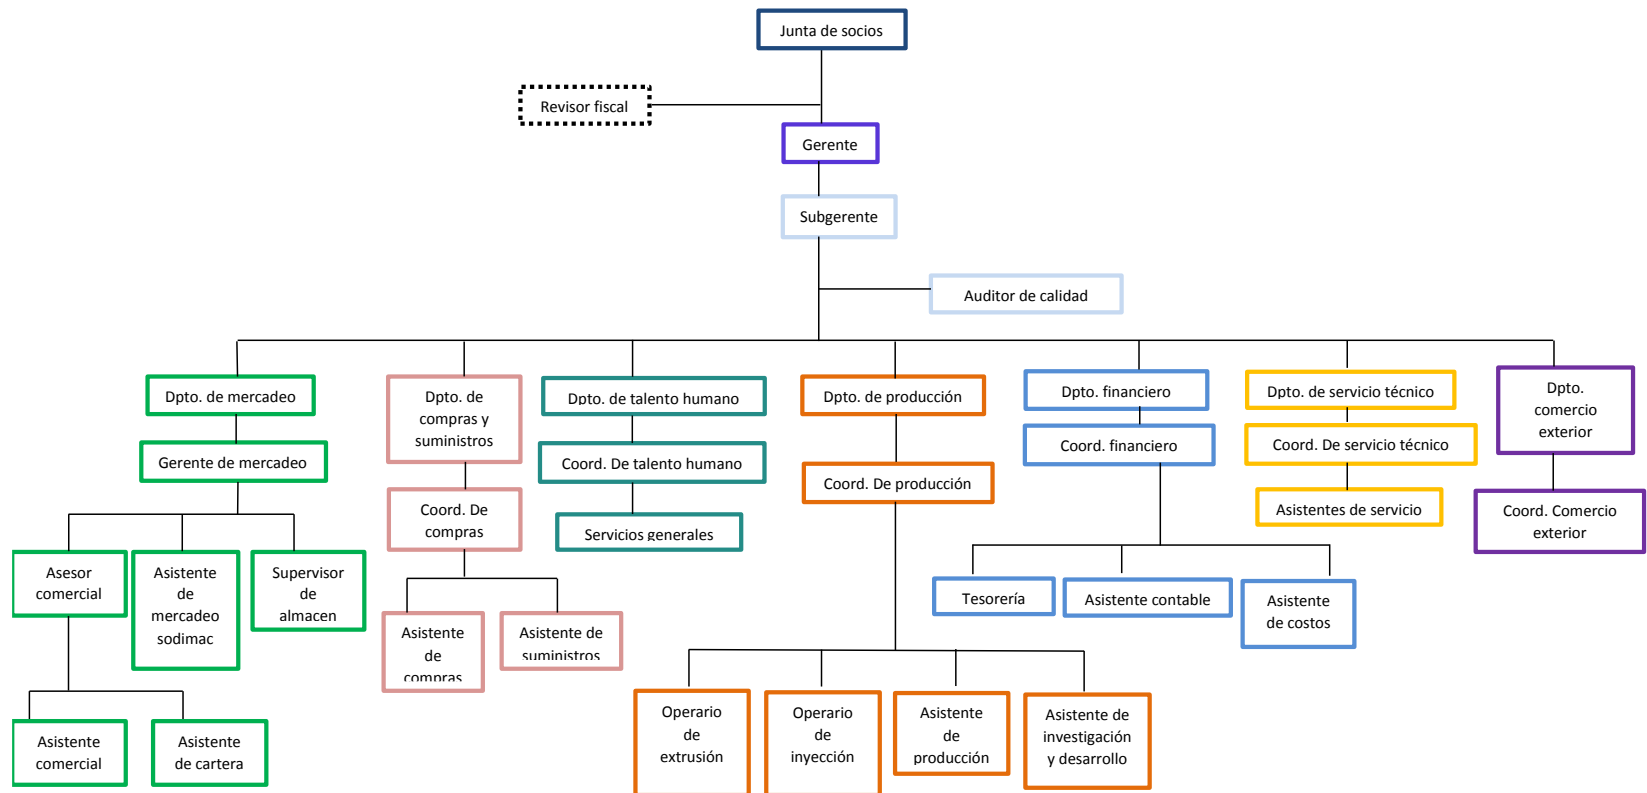 Junta de socios
Revisor fiscal
Gerente
Subgerente
Auditor de calidad
Dpto. de mercadeo
Dpto. de
compras y
suministros
Dpto. de talento humano
Dpto. de producción
Dpto. financiero
Dpto. de servicio técnico
Dpto.
comercio
exterior
Gerente de mercadeo
Coord. De
compras
Coord. De talento humano
Coord. De producción
Coord. financiero
Coord. De servicio técnico
Coord. Comercio
exterior
Servicios generales
Asistentes de servicio
Asesor
comercial
Asistente
de
mercadeo
sodimac
Supervisor
de
almacen
Asistente
de
compras
Asistente de
suministros
Tesorería
Asistente contable
Asistente
de costos
Asistente
comercial
Asistente
de cartera
Operario
de
extrusión
Operario
de
inyección
Asistente
de
producción
Asistente de
investigación
y desarrollo